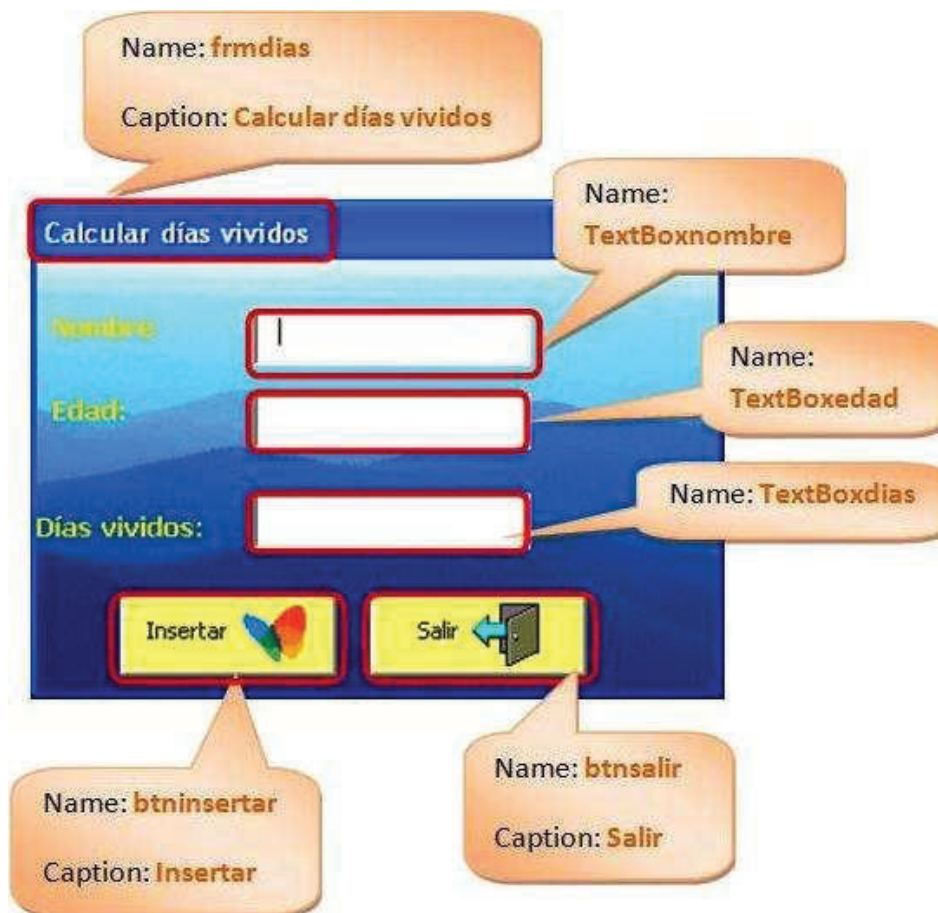 Name: frmdias
Caption: Calcular días vividos
Name:
TextBoxnombre
Calcular días vividos
Nombre
Name:
TextBoxedad
Edad:
Name: TextBoxdias
Días vividos:
Insertar
Salir
Name: btninsertar
Caption: Insertar
Name: btnsalir
Caption: Salir